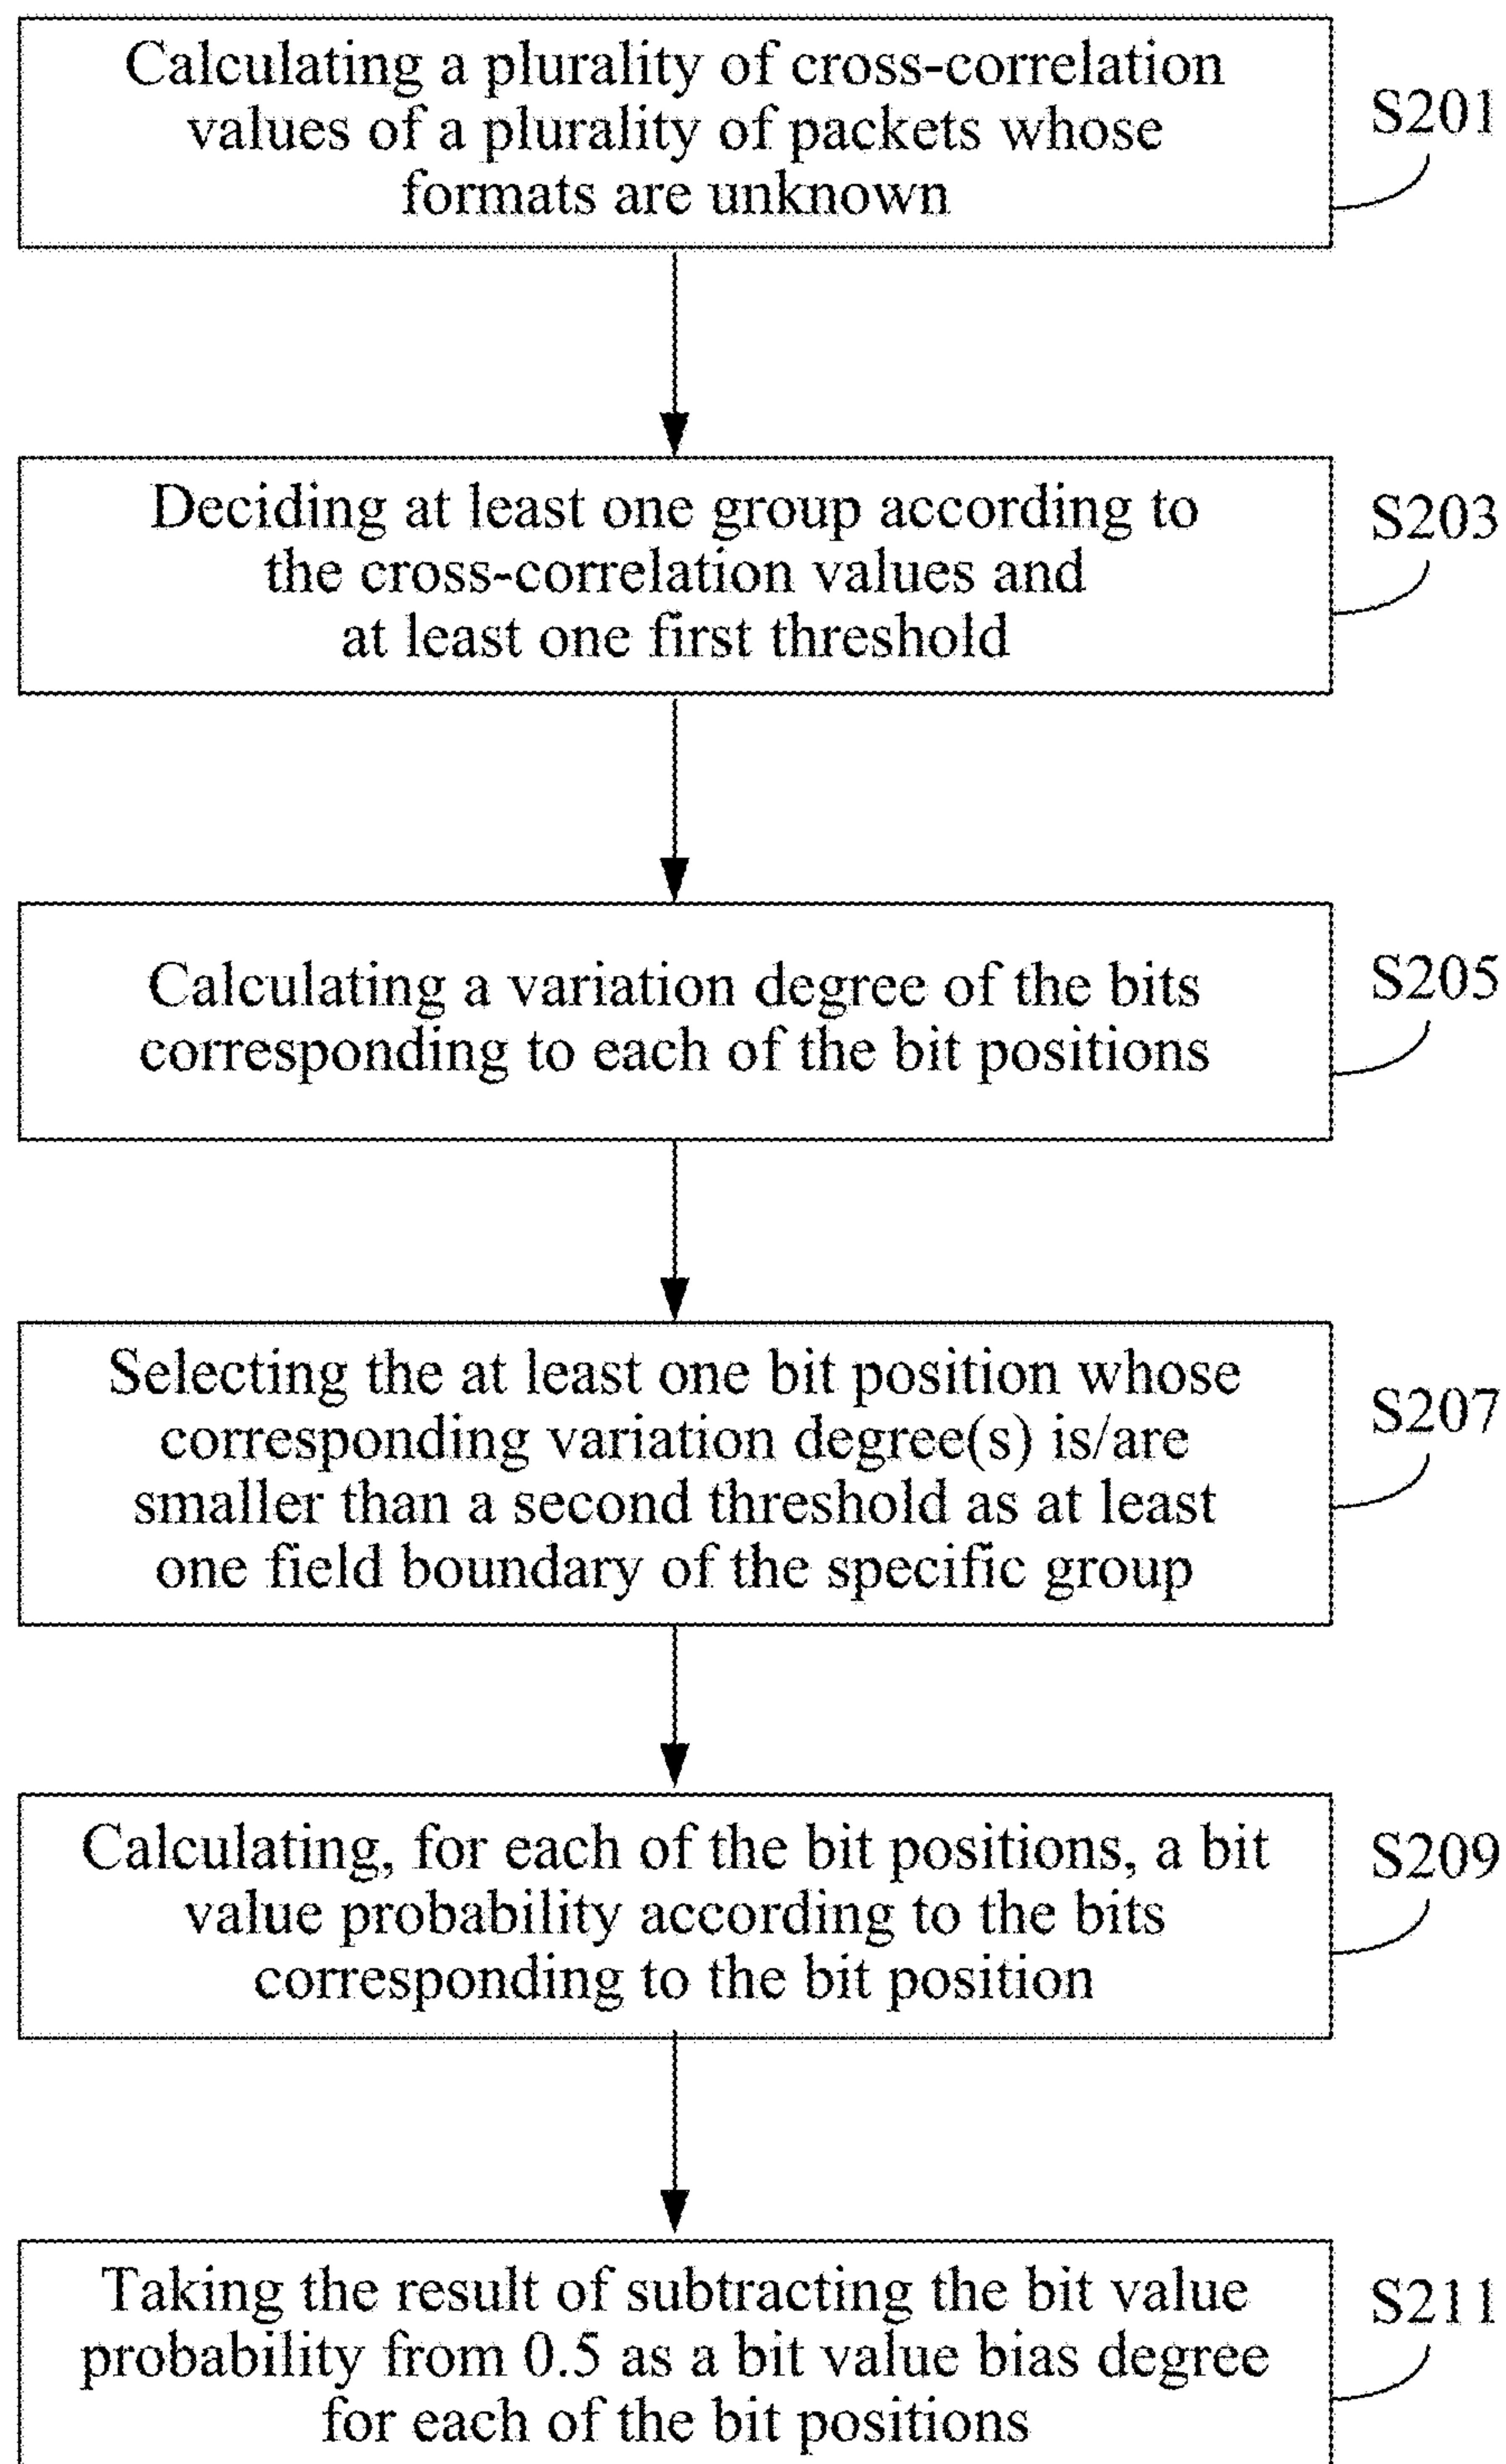 Calculating a plurality of cross-correlation
values of a plurality of packets whose
formats are unknown
S201
Deciding at least one group according to
the cross-correlation values and
at least one first threshold
S203
Calculating a variation degree of the bits
corresponding to each of the bit positions
S205
Selecting the at least one bit position whose
corresponding variation degree(s) is/are
smaller than a second threshold as at least
one field boundary of the specific group
S207
Calculating, for each of the bit positions, a bit
value probability according to the bits
corresponding to the bit position
S209
Taking the result of subtracting the bit value
probability from 0.5 as a bit value bias degree
for each of the bit positions
S211